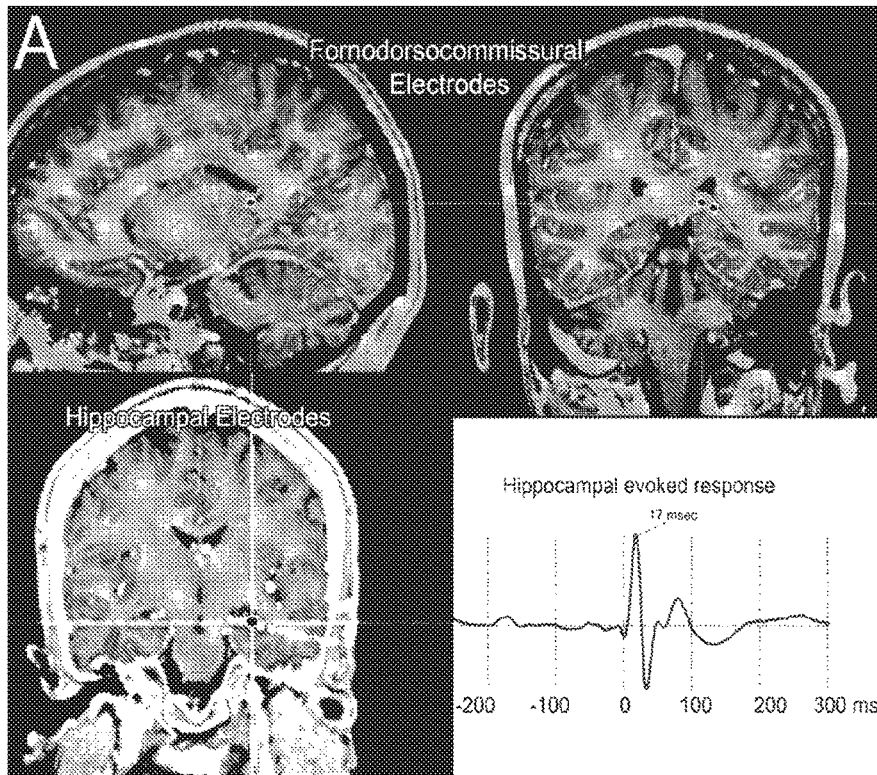 A
Fornodorsocommissural
Electrodes
Hippocampal Electrodes
Hippocampal evoked response
17 msec
-200 -100 0 100 200 300 ms